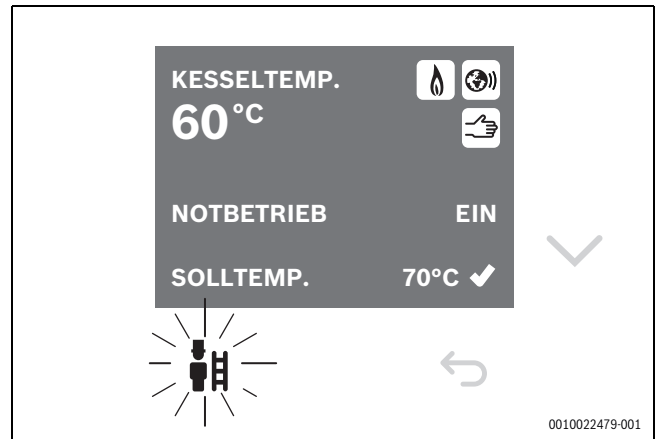 KESSELTEMP.
60°C
NOTBETRIEB EIN
SOLLTEMP. 70°C
0010022479-001